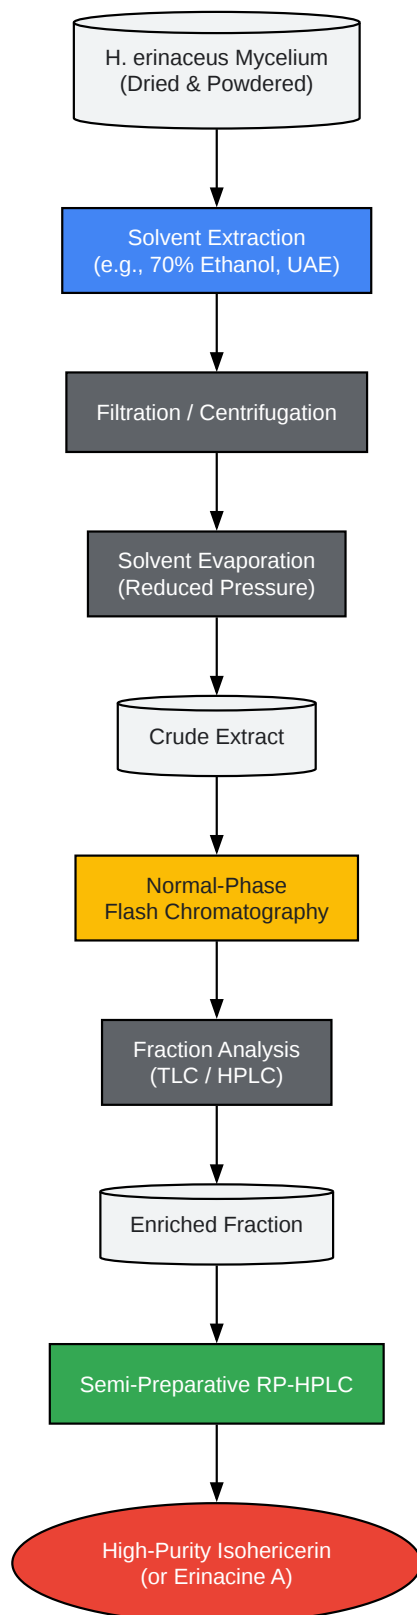 H. erinaceus Mycelium
(Dried & Powdered)
Solvent Extraction
(e.g., 70% Ethanol, UAE)
Filtration / Centrifugation
Solvent Evaporation
(Reduced Pressure)
Crude Extract
Normal-Phase
Flash Chromatography
Fraction Analysis
(TLC / HPLC)
Enriched Fraction
Semi-Preparative RP-HPLC
High-Purity Isohericerin
(or Erinacine A)